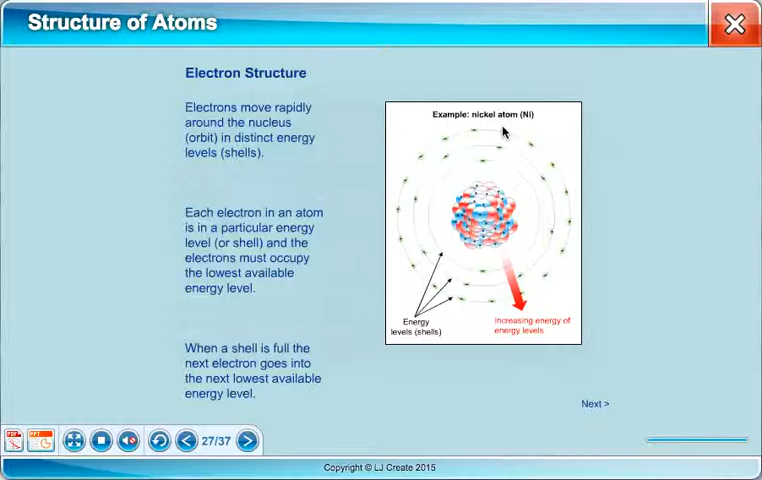 Structure of Atoms
Electron Structure
Electrons move rapidly
around the nucleus
(orbit) in distinct energy
levels (shells).
Each electron in an atom
is in a particular energy
level (or shell) and the
electrons must occupy
the lowest available
energy level.
When a shell is full the
next electron goes into
the next lowest available
energy level.
Example: nickel atom (Ni)
Energy
levels (shells)
Increasing energy of
energy levels
Next >
PDF
PPT
27/37
Copyright © LJ Create 2015